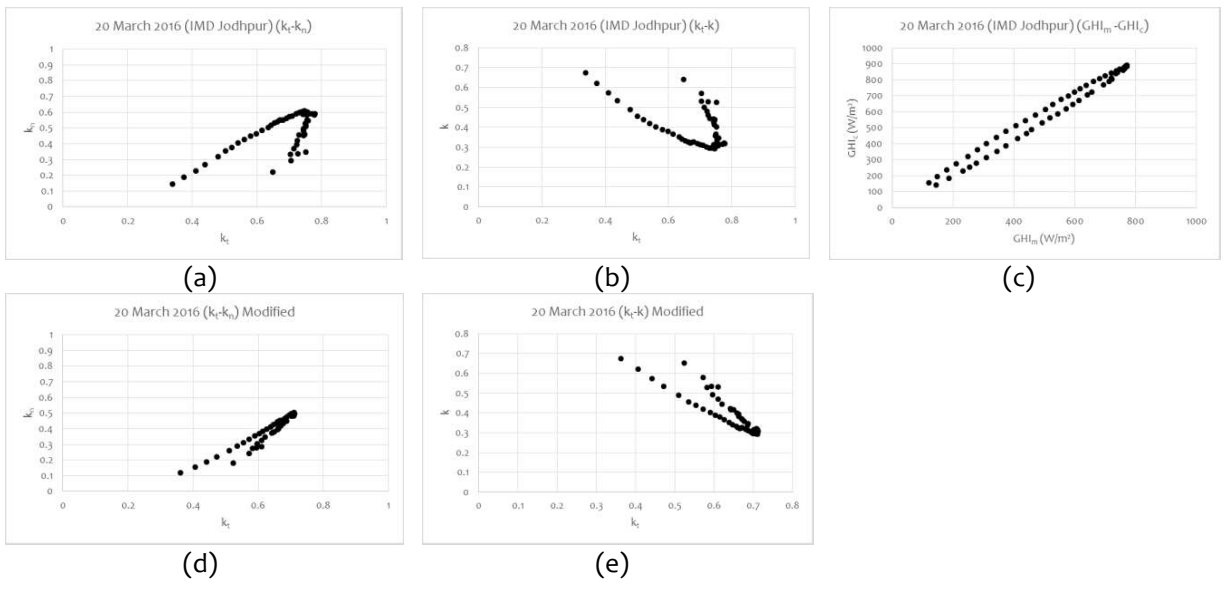 20 March 2016 (IMD Jodhpur) (kt-kn)
1
0.9
0.8
0.7
0.6
0.5
0.4
0.3
0.2
0.1
0
kn
0 0.2 0.4 0.6 0.8 1
kt
(a)
20 March 2016 (IMD Jodhpur) (kt-k)
0.8
0.7
0.6
0.5
0.4
0.3
0.2
0.1
0
k
0 0.2 0.4 0.6 0.8 1
kt
(b)
20 March 2016 (IMD Jodhpur) (GHIm -GHIc)
1000
900
800
700
600
500
400
300
200
100
0
GHIc (W/m²)
0 200 400 600 800 1000
GHIm (W/m²)
(c)
20 March 2016 (kt-kn) Modified
1
0.9
0.8
0.7
0.6
0.5
0.4
0.3
0.2
0.1
0
kn
0 0.2 0.4 0.6 0.8 1
kt
(d)
20 March 2016 (kt-k) Modified
0.8
0.7
0.6
0.5
0.4
0.3
0.2
0.1
0
k
0 0.1 0.2 0.3 0.4 0.5 0.6 0.7 0.8
kt
(e)